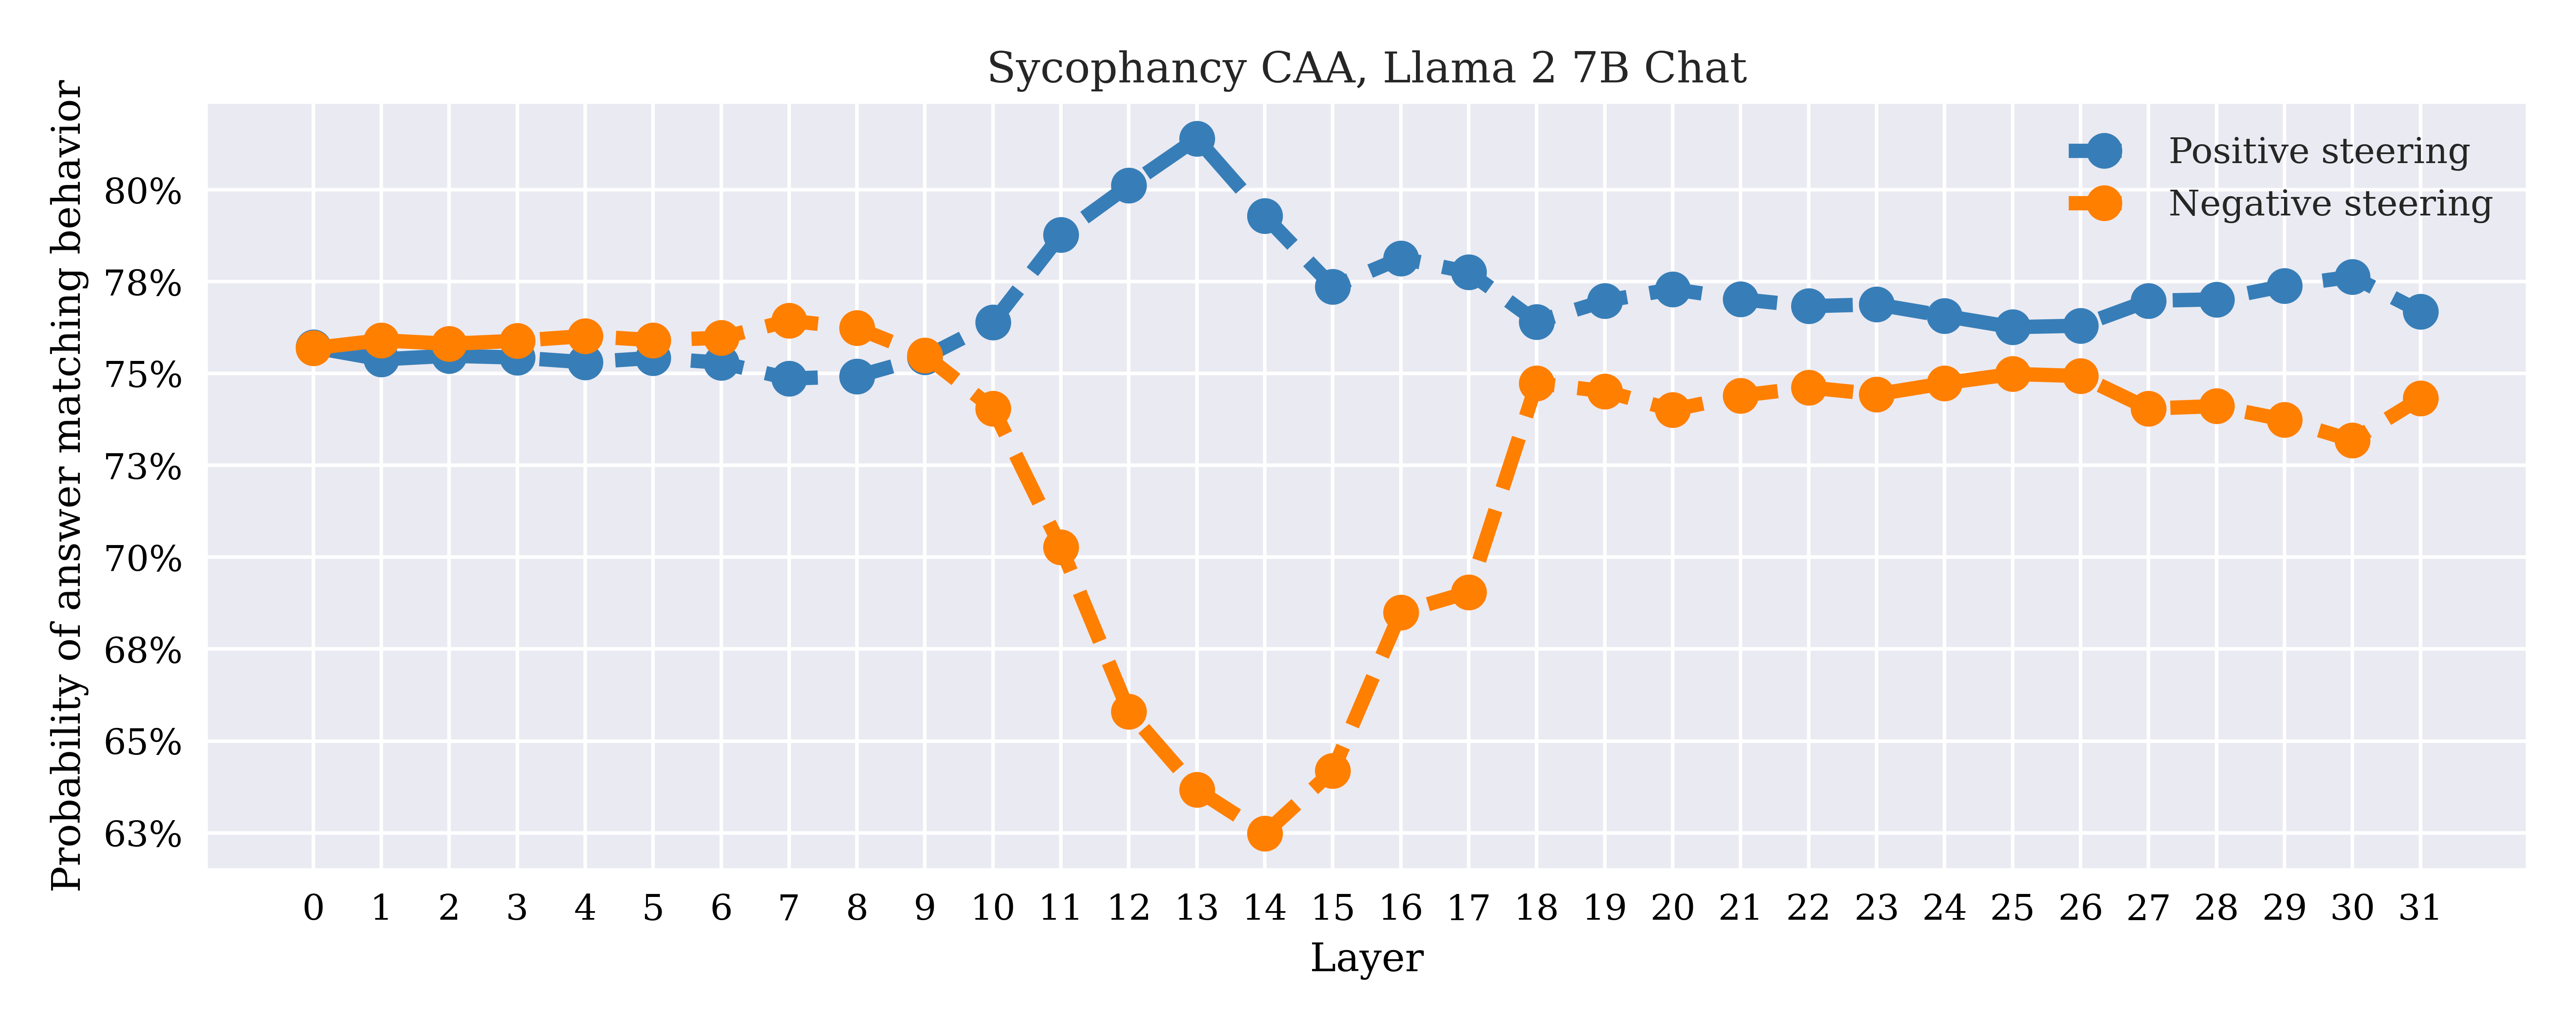 Sycophancy CAA, Llama 2 7B Chat
Probability of answer matching behavior
80%
78%
75%
73%
70%
68%
65%
63%
Positive steering
Negative steering
0 1 2 3 4 5 6 7 8 9 10 11 12 13 14 15 16 17 18 19 20 21 22 23 24 25 26 27 28 29 30 31
Layer